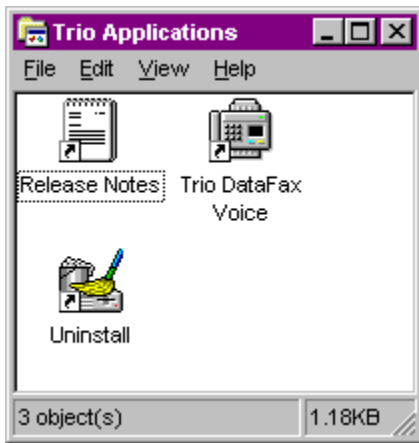 Trio Applications
File Edit View Help
Release Notes
Trio DataFax
Voice
Uninstall
3 object(s)
1.18KB